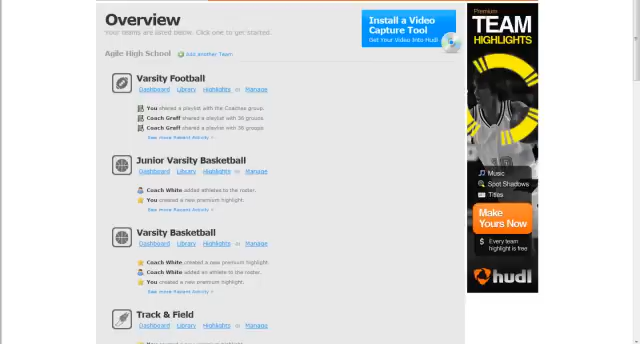 Overview
Your teams are listed below. Click one to get started.
Install a Video
Capture Tool
Get Your Video Into Hudl
Agile High School
Add another Team
Varsity Football
Dashboard Library Highlights Manage
You shared a playlist with the Coaches group.
Coach Graff shared a playlist with 36 groups.
Coach Graff shared a playlist with 36 groups.
See more Recent Activity
Junior Varsity Basketball
Dashboard Library Highlights Manage
Coach White added athletes to the roster.
You created a new premium highlight.
See more Recent Activity
Varsity Basketball
Dashboard Library Highlights Manage
Coach White created a new premium highlight.
Coach White added an athlete to the roster.
You created a new premium highlight.
See more Recent Activity
Track & Field
Dashboard Library Highlights Manage
Premium
TEAM
HIGHLIGHTS
Music
Spot Shadows
Titles
Make
Yours Now
$ Every team
highlight is free
hudl